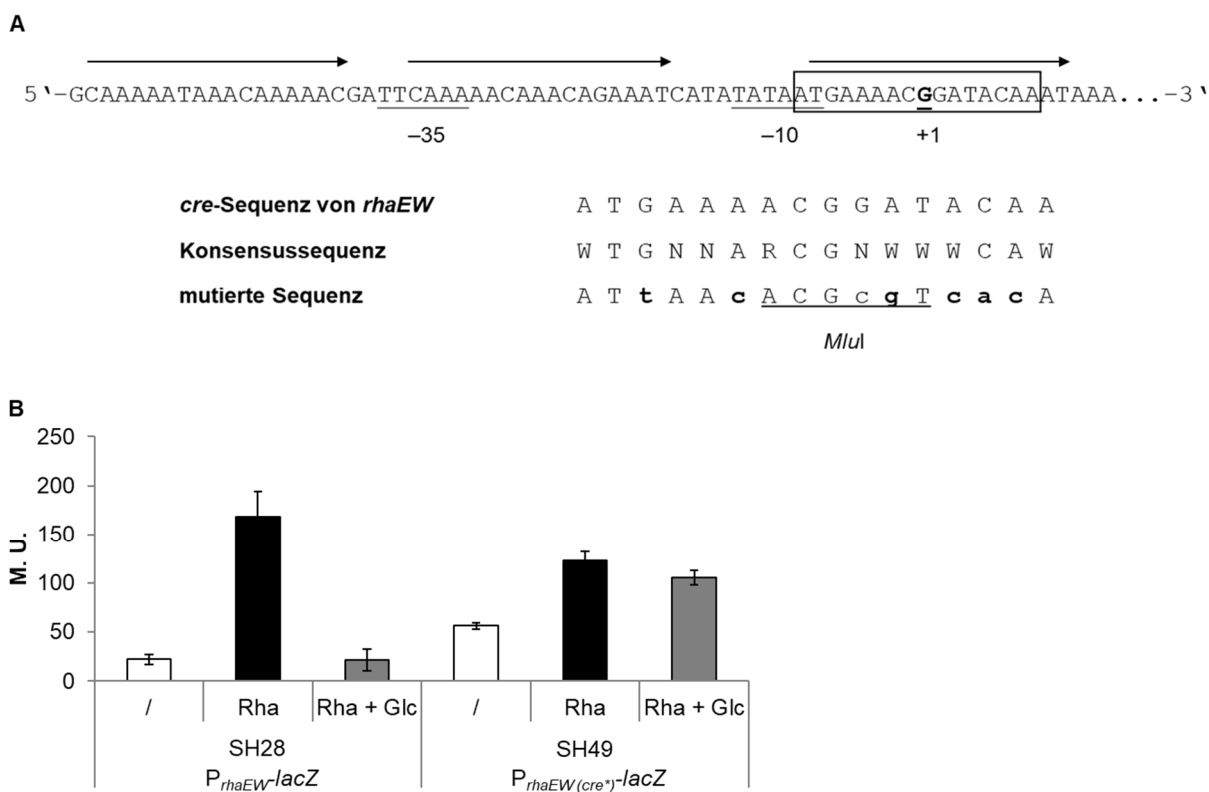 A
5'–GCAAAAATAAACAAAAACGATTCAAAAACAAACAGAAATCATATATAATGAAAACGGATACAAATAAA...–3'
–35 –10 +1
cre-Sequenz von rhaEW A T G A A A A C G G A T A C A A
Konsensussequenz W T G N N A R C G N W W W C A W
mutierte Sequenz A T t A A c A C G c g T c a c A
MluI
B
250
200
150
100
50
0
M. U.
/ Rha Rha + Glc / Rha Rha + Glc
SH28 SH49
PrhaEW-lacZ PrhaEW(cre*)-lacZ